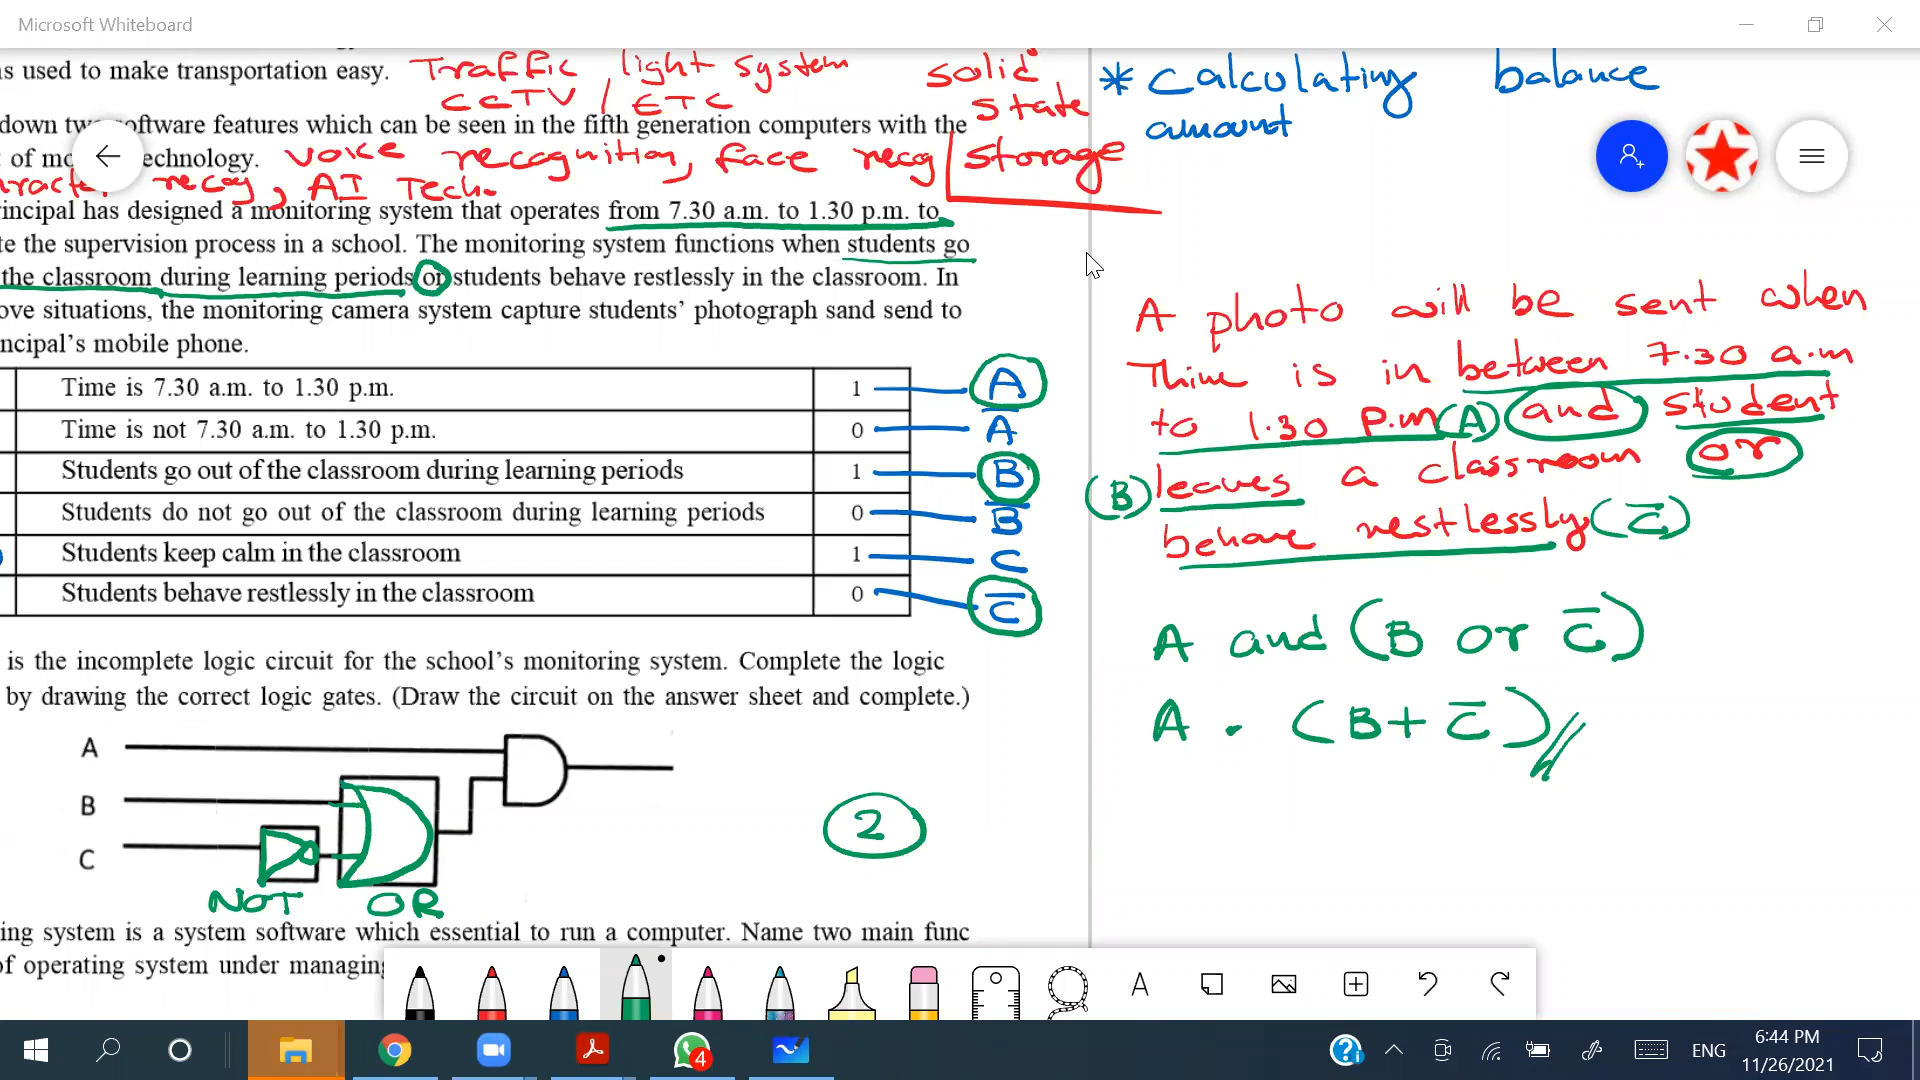 Microsoft Whiteboard
s used to make transportation easy. Traffic light system
CCTV / ETC
solid
state
storage
* Calculating balance
amount
down tw software features which can be seen in the fifth generation computers with the
of mo echnology. voice recognition, face recog
recog, AI Tech.
incipal has designed a monitoring system that operates from 7.30 a.m. to 1.30 p.m. to
te the supervision process in a school. The monitoring system functions when students go
the classroom during learning periods or students behave restlessly in the classroom. In
ove situations, the monitoring camera system capture students' photograph sand send to
ncipal's mobile phone.
Time is 7.30 a.m. to 1.30 p.m. 1 A
Time is not 7.30 a.m. to 1.30 p.m. 0 A̅
Students go out of the classroom during learning periods 1 B
Students do not go out of the classroom during learning periods 0 B̅
Students keep calm in the classroom 1 C
Students behave restlessly in the classroom 0 C̅
A photo will be sent when
Thime is in between 7.30 a.m
to 1.30 P.m (A) and student
(B) leaves a classroom or
behave restlessly (C̅)
A and (B or C̅)
A . (B + C̅)
is the incomplete logic circuit for the school's monitoring system. Complete the logic
by drawing the correct logic gates. (Draw the circuit on the answer sheet and complete.)
A
B
C
NOT OR
2
ing system is a system software which essential to run a computer. Name two main func
of operating system under managing
4
ENG
6:44 PM
11/26/2021